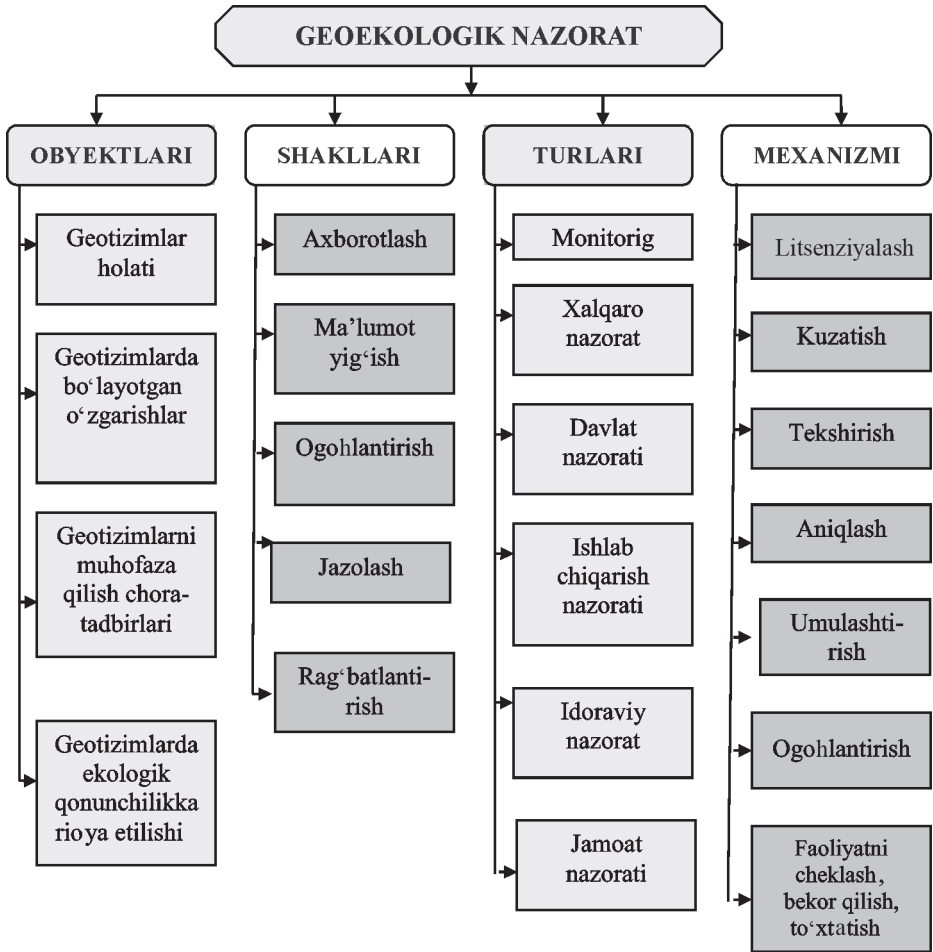 GEOEKOLOGIK NAZORAT
OBYEKTLARI
Geotizimlar
holati
Geotizimlarda
bo‘layotgan
o‘zgarishlar
Geotizimlarni
muhofaza
qilish chora-
tadbirlari
Geotizimlarda
ekologik
qonunchilikka
rioya etilishi
SHAKLLARI
Axborotlash
Ma’lumot
yig‘ish
Ogohlantirish
Jazolash
Rag‘batlanti-
rish
TURLARI
Monitorig
Xalqaro
nazorat
Davlat
nazorati
Ishlab
chiqarish
nazorati
Idoraviy
nazorat
Jamoat
nazorati
MEXANIZMI
Litsenziyalash
Kuzatish
Tekshirish
Aniqlash
Umulashti-
rish
Ogohlantirish
Faoliyatni
cheklash,
bekor qilish,
to‘xtatish